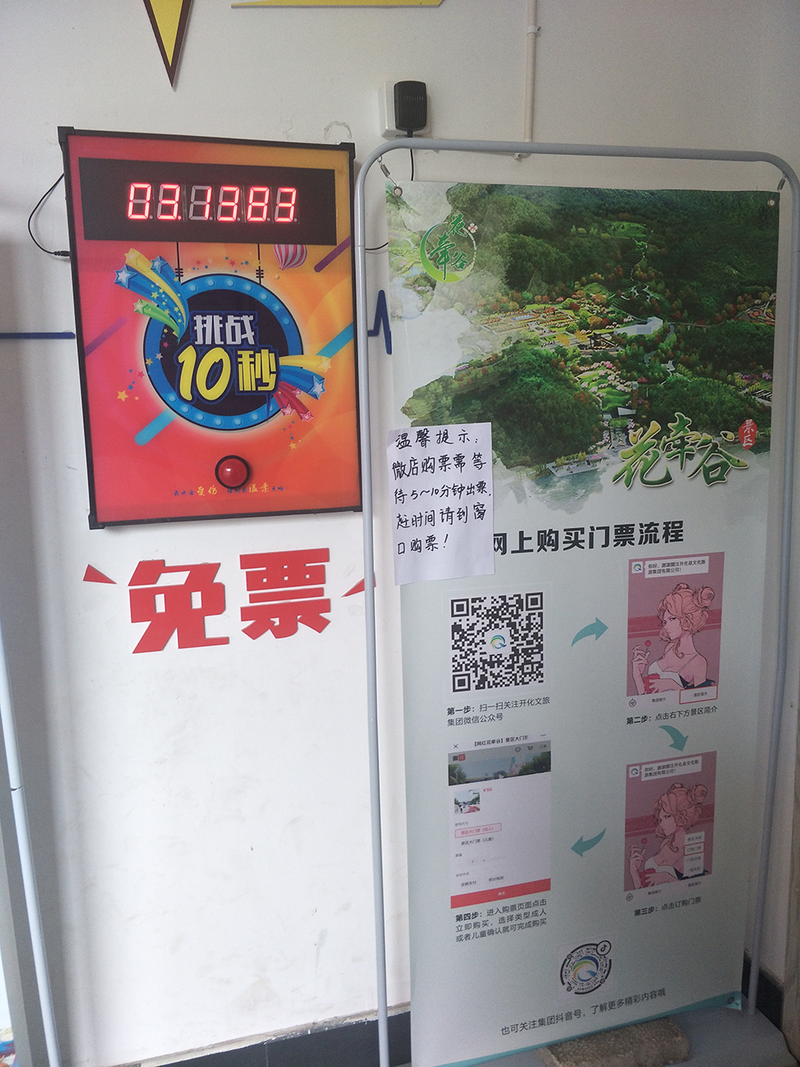 031383
挑战
10秒
免票
花牵谷
温馨提示:
微店购票需等
待5~10分钟出票,
赶时间请到窗
口购票!
花牵谷
景区
网上购买门票流程
第一步：扫一扫关注开化文旅
集团微信公众号
第二步：点击右下方景区简介
第三步：点击订购门票
第四步：进入购票页面点击
立即购买，选择类型成人
或者儿童确认就可完成购买
也可关注集团抖音号，了解更多精彩内容哦